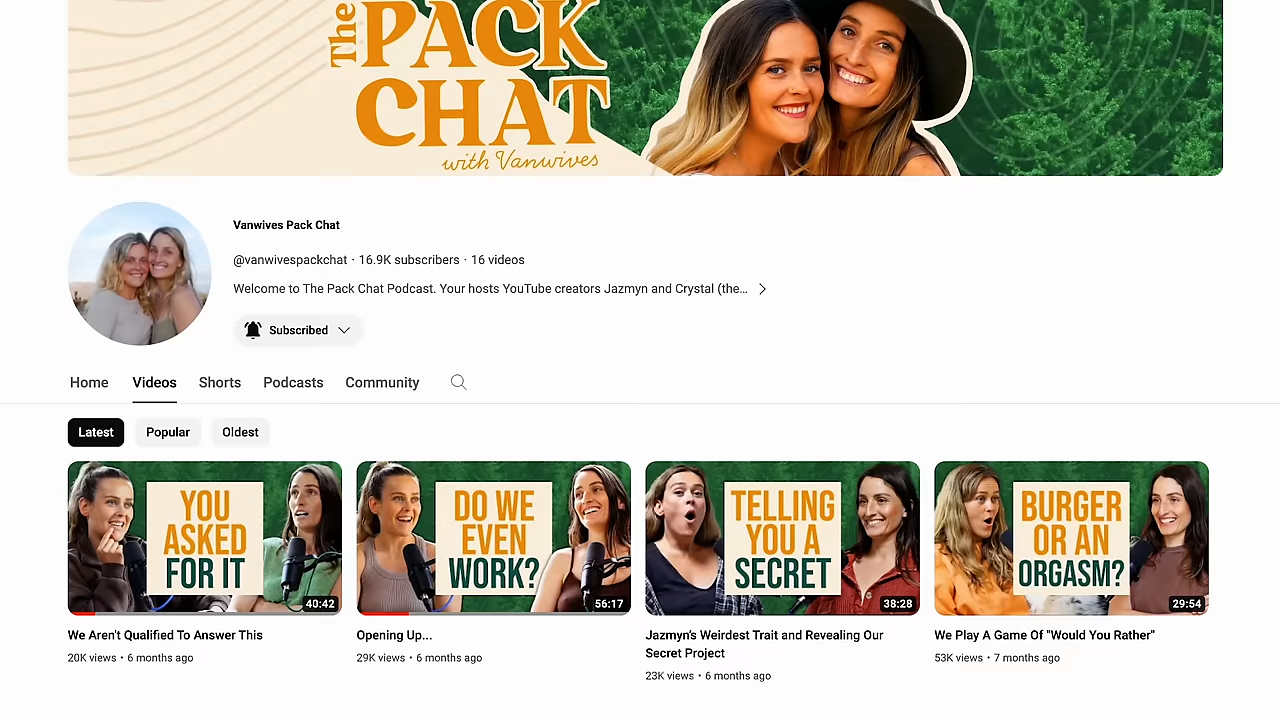 The PACK
CHAT
with Vanwives
Vanwives Pack Chat
@vanwivespackchat · 16.9K subscribers · 16 videos
Welcome to The Pack Chat Podcast. Your hosts YouTube creators Jazmyn and Crystal (the...
Subscribed
Home Videos Shorts Podcasts Community
Latest Popular Oldest
YOU
ASKED
FOR IT
40:42
DO WE
EVEN
WORK?
56:17
TELLING
YOU A
SECRET
38:28
BURGER
OR AN
ORGASM?
29:54
We Aren't Qualified To Answer This
20K views • 6 months ago
Opening Up...
29K views • 6 months ago
Jazmyn's Weirdest Trait and Revealing Our
Secret Project
23K views • 6 months ago
We Play A Game Of "Would You Rather"
53K views • 7 months ago